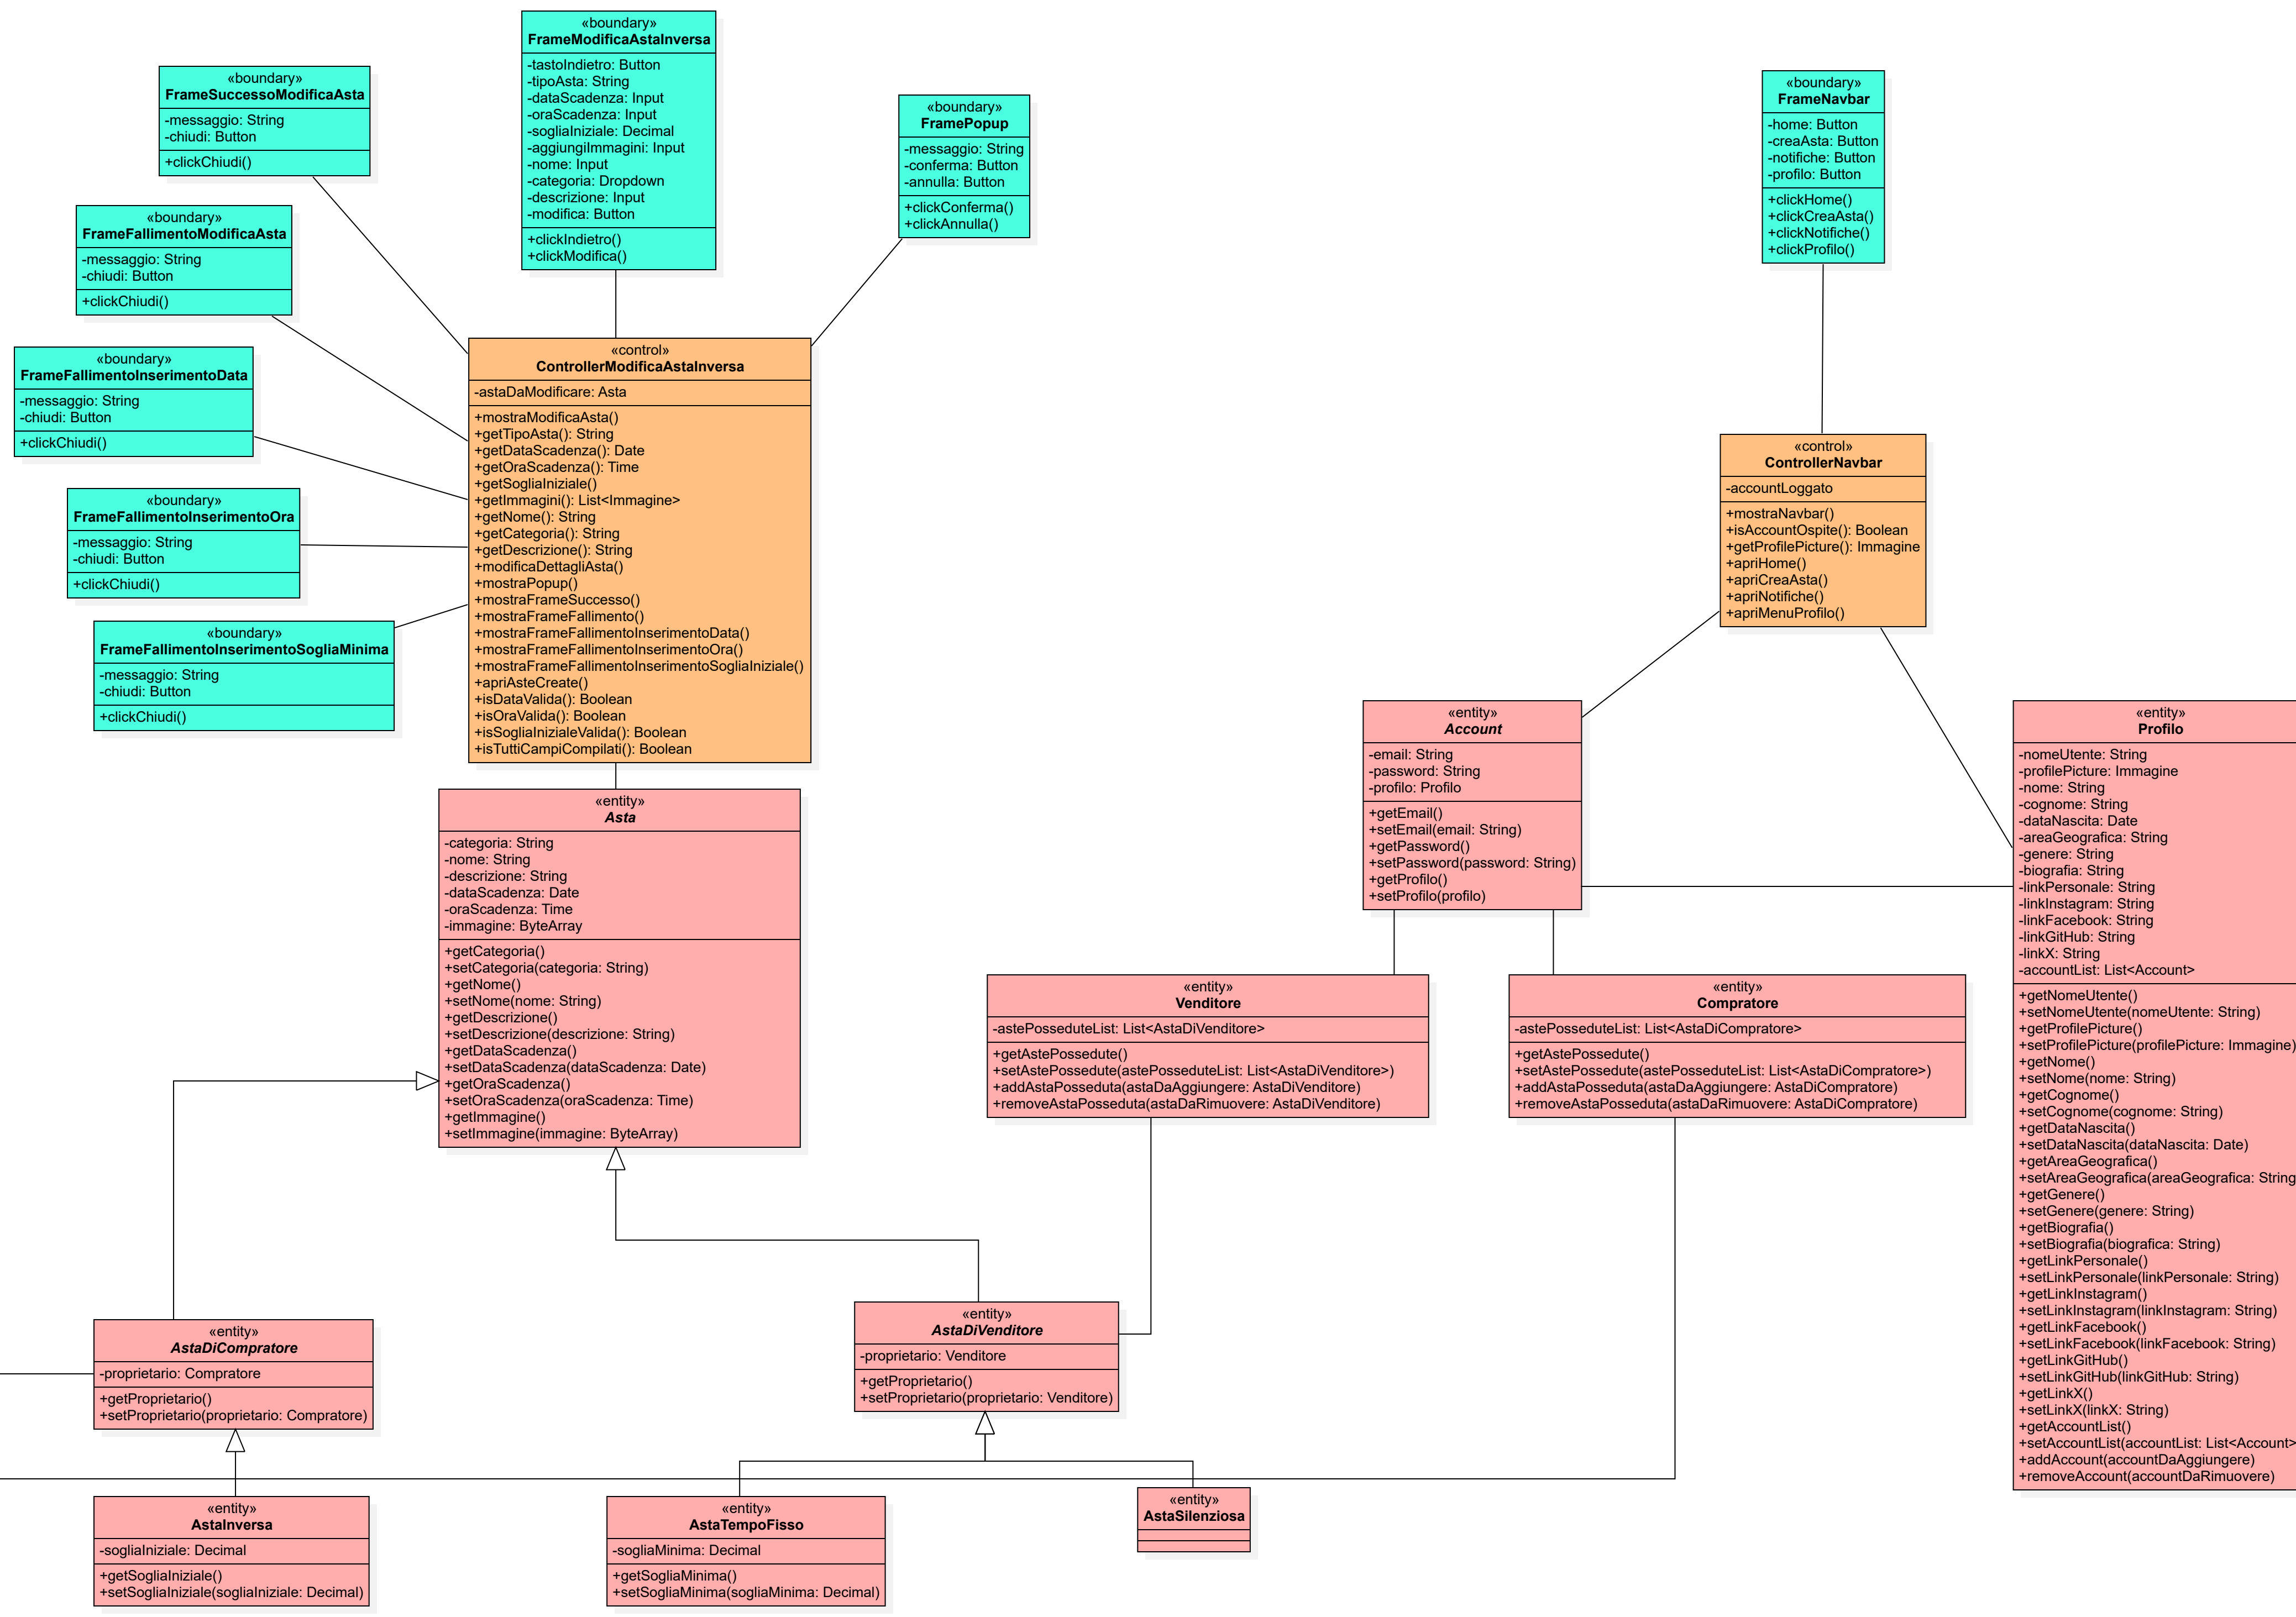 «boundary»
FrameModificaAstaInversa
-tastoIndietro: Button
-tipoAsta: String
-dataScadenza: Input
-oraScadenza: Input
-sogliaIniziale: Decimal
-aggiungiImmagini: Input
-nome: Input
-categoria: Dropdown
-descrizione: Input
-modifica: Button
+clickIndietro()
+clickModifica()
«boundary»
FrameSuccessoModificaAsta
-messaggio: String
-chiudi: Button
+clickChiudi()
«boundary»
FramePopup
-messaggio: String
-conferma: Button
-annulla: Button
+clickConferma()
+clickAnnulla()
«boundary»
FrameNavbar
-home: Button
-creaAsta: Button
-notifiche: Button
-profilo: Button
+clickHome()
+clickCreaAsta()
+clickNotifiche()
+clickProfilo()
«boundary»
FrameFallimentoModificaAsta
-messaggio: String
-chiudi: Button
+clickChiudi()
«boundary»
FrameFallimentoInserimentoData
-messaggio: String
-chiudi: Button
+clickChiudi()
«boundary»
FrameFallimentoInserimentoOra
-messaggio: String
-chiudi: Button
+clickChiudi()
«boundary»
FrameFallimentoInserimentoSogliaMinima
-messaggio: String
-chiudi: Button
+clickChiudi()
«control»
ControllerModificaAstaInversa
-astaDaModificare: Asta
+mostraModificaAsta()
+getTipoAsta(): String
+getDataScadenza(): Date
+getOraScadenza(): Time
+getSogliaIniziale()
+getImmagini(): List<Immagine>
+getNome(): String
+getCategoria(): String
+getDescrizione(): String
+modificaDettagliAsta()
+mostraPopup()
+mostraFrameSuccesso()
+mostraFrameFallimento()
+mostraFrameFallimentoInserimentoData()
+mostraFrameFallimentoInserimentoOra()
+mostraFrameFallimentoInserimentoSogliaIniziale()
+apriAsteCreate()
+isDataValida(): Boolean
+isOraValida(): Boolean
+isSogliaInizialeValida(): Boolean
+isTuttiCampiCompilati(): Boolean
«control»
ControllerNavbar
-accountLoggato
+mostraNavbar()
+isAccountOspite(): Boolean
+getProfilePicture(): Immagine
+apriHome()
+apriCreaAsta()
+apriNotifiche()
+apriMenuProfilo()
«entity»
Asta
-categoria: String
-nome: String
-descrizione: String
-dataScadenza: Date
-oraScadenza: Time
-immagine: ByteArray
+getCategoria()
+setCategoria(categoria: String)
+getNome()
+setNome(nome: String)
+getDescrizione()
+setDescrizione(descrizione: String)
+getDataScadenza()
+setDataScadenza(dataScadenza: Date)
+getOraScadenza()
+setOraScadenza(oraScadenza: Time)
+getImmagine()
+setImmagine(immagine: ByteArray)
«entity»
Account
-email: String
-password: String
-profilo: Profilo
+getEmail()
+setEmail(email: String)
+getPassword()
+setPassword(password: String)
+getProfilo()
+setProfilo(profilo)
«entity»
Profilo
-nomeUtente: String
-profilePicture: Immagine
-nome: String
-cognome: String
-dataNascita: Date
-areaGeografica: String
-genere: String
-biografia: String
-linkPersonale: String
-linkInstagram: String
-linkFacebook: String
-linkGitHub: String
-linkX: String
-accountList: List<Account>
+getNomeUtente()
+setNomeUtente(nomeUtente: String)
+getProfilePicture()
+setProfilePicture(profilePicture: Immagine)
+getNome()
+setNome(nome: String)
+getCognome()
+setCognome(cognome: String)
+getDataNascita()
+setDataNascita(dataNascita: Date)
+getAreaGeografica()
+setAreaGeografica(areaGeografica: String
+getGenere()
+setGenere(genere: String)
+getBiografia()
+setBiografia(biografica: String)
+getLinkPersonale()
+setLinkPersonale(linkPersonale: String)
+getLinkInstagram()
+setLinkInstagram(linkInstagram: String)
+getLinkFacebook()
+setLinkFacebook(linkFacebook: String)
+getLinkGitHub()
+setLinkGitHub(linkGitHub: String)
+getLinkX()
+setLinkX(linkX: String)
+getAccountList()
+setAccountList(accountList: List<Account>
+addAccount(accountDaAggiungere)
+removeAccount(accountDaRimuovere)
«entity»
Venditore
-astePosseduteList: List<AstaDiVenditore>
+getAstePossedute()
+setAstePossedute(astePosseduteList: List<AstaDiVenditore>)
+addAstaPosseduta(astaDaAggiungere: AstaDiVenditore)
+removeAstaPosseduta(astaDaRimuovere: AstaDiVenditore)
«entity»
Compratore
-astePosseduteList: List<AstaDiCompratore>
+getAstePossedute()
+setAstePossedute(astePosseduteList: List<AstaDiCompratore>)
+addAstaPosseduta(astaDaAggiungere: AstaDiCompratore)
+removeAstaPosseduta(astaDaRimuovere: AstaDiCompratore)
«entity»
AstaDiCompratore
-proprietario: Compratore
+getProprietario()
+setProprietario(proprietario: Compratore)
«entity»
AstaDiVenditore
-proprietario: Venditore
+getProprietario()
+setProprietario(proprietario: Venditore)
«entity»
AstaInversa
-sogliaIniziale: Decimal
+getSogliaIniziale()
+setSogliaIniziale(sogliaIniziale: Decimal)
«entity»
AstaTempoFisso
-sogliaMinima: Decimal
+getSogliaMinima()
+setSogliaMinima(sogliaMinima: Decimal)
«entity»
AstaSilenziosa